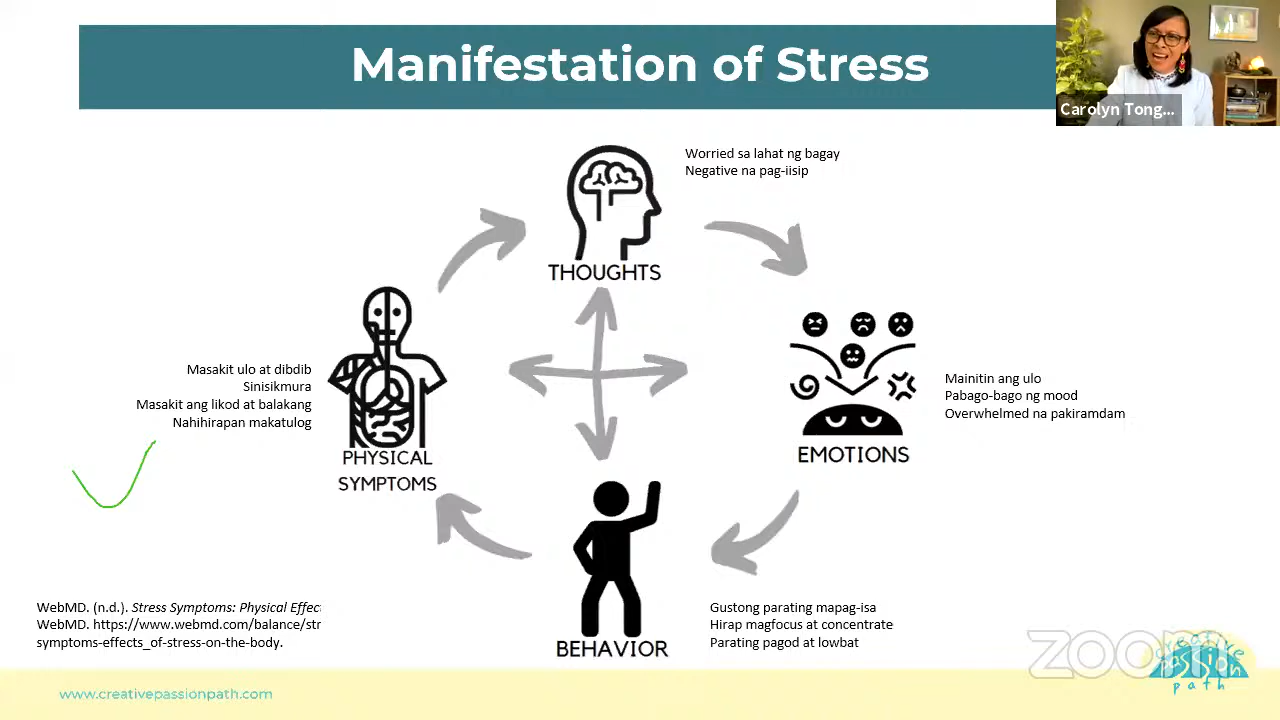 Manifestation of Stress
Carolyn Tong...
Worried sa lahat ng bagay
Negative na pag-iisip
THOUGHTS
Masakit ulo at dibdib
Sinisikmura
Masakit ang likod at balakang
Nahihirapan makatulog
PHYSICAL
SYMPTOMS
Mainitin ang ulo
Pabago-bago ng mood
Overwhelmed na pakiramdam
EMOTIONS
Gustong parating mapag-isa
Hirap magfocus at concentrate
Parating pagod at lowbat
BEHAVIOR
WebMD. (n.d.). Stress Symptoms: Physical Effec
WebMD. https://www.webmd.com/balance/str
symptoms-effects_of-stress-on-the-body.
zoom
creative
passion
path
www.creativepassionpath.com